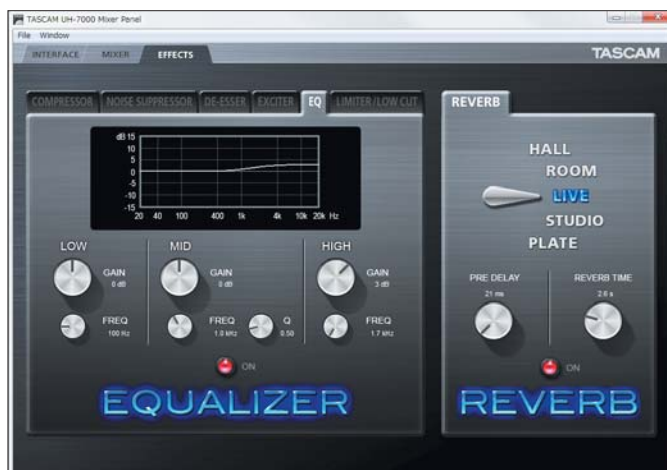 TASCAM UH-7000 Mixer Panel
File Window
INTERFACE MIXER EFFECTS
TASCAM
COMPRESSOR NOISE SUPPRESSOR DE-ESSER EXCITER EQ LIMITER/LOW CUT
dB 15
10
5
0
-5
-10
-15
20 40 100 400 1k 4k 10k 20k Hz
LOW
GAIN
0 dB
FREQ
100 Hz
MID
GAIN
0 dB
FREQ
1.0 kHz
Q
0.50
HIGH
GAIN
3 dB
FREQ
1.7 kHz
ON
EQUALIZER
REVERB
HALL
ROOM
LIVE
STUDIO
PLATE
PRE DELAY
21 ms
REVERB TIME
2.6 s
ON
REVERB